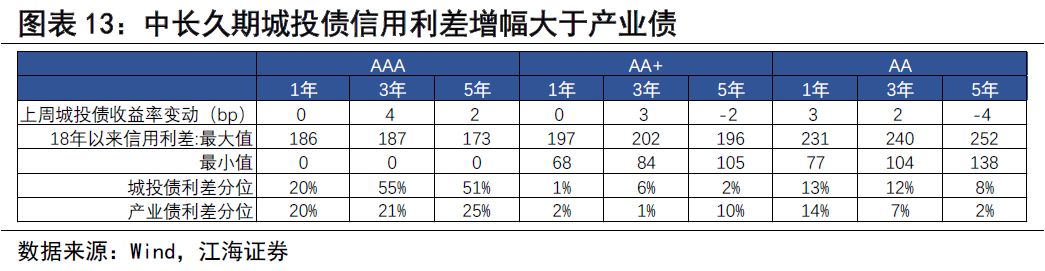 图表 13：中长久期城投债信用利差增幅大于产业债
AAA AA+ AA
1年 3年 5年 1年 3年 5年 1年 3年 5年
上周城投债收益率变动（bp） 0 4 2 0 3 -2 3 2 -4
18年以来信用利差:最大值 186 187 173 197 202 196 231 240 252
最小值 0 0 0 68 84 105 77 104 138
城投债利差分位 20% 55% 51% 1% 6% 2% 13% 12% 8%
产业债利差分位 20% 21% 25% 2% 1% 10% 14% 7% 2%
数据来源：Wind，江海证券